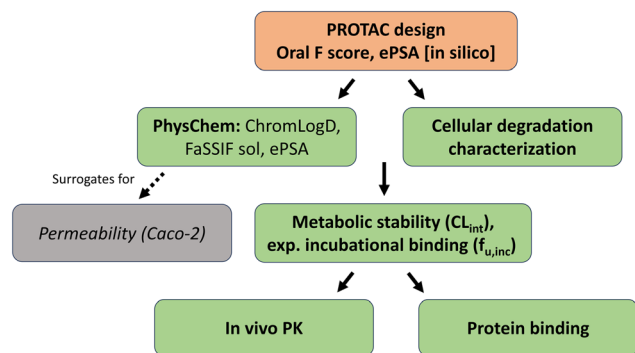 PROTAC design
Oral F score, ePSA [in silico]
PhysChem: ChromLogD,
FaSSIF sol, ePSA
Cellular degradation
characterization
Surrogates for
Permeability (Caco-2)
Metabolic stability (CLint),
exp. incubational binding (fu,inc)
In vivo PK
Protein binding